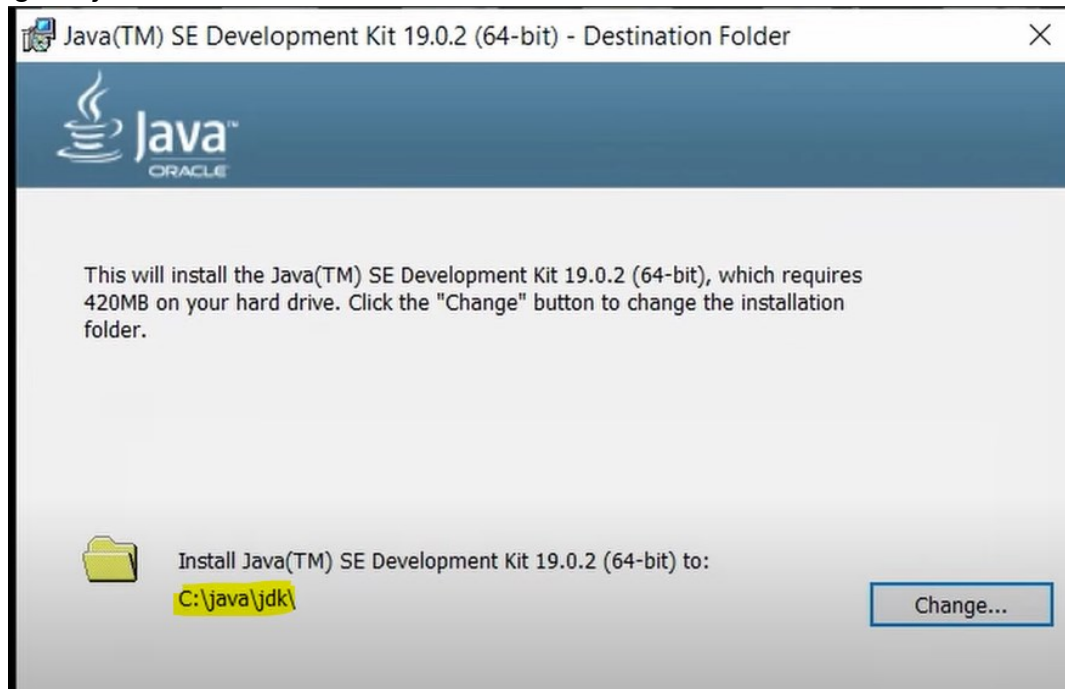 Java(TM) SE Development Kit 19.0.2 (64-bit) - Destination Folder
Java™
ORACLE
This will install the Java(TM) SE Development Kit 19.0.2 (64-bit), which requires
420MB on your hard drive. Click the "Change" button to change the installation
folder.
Install Java(TM) SE Development Kit 19.0.2 (64-bit) to:
C:\java\jdk\
Change...